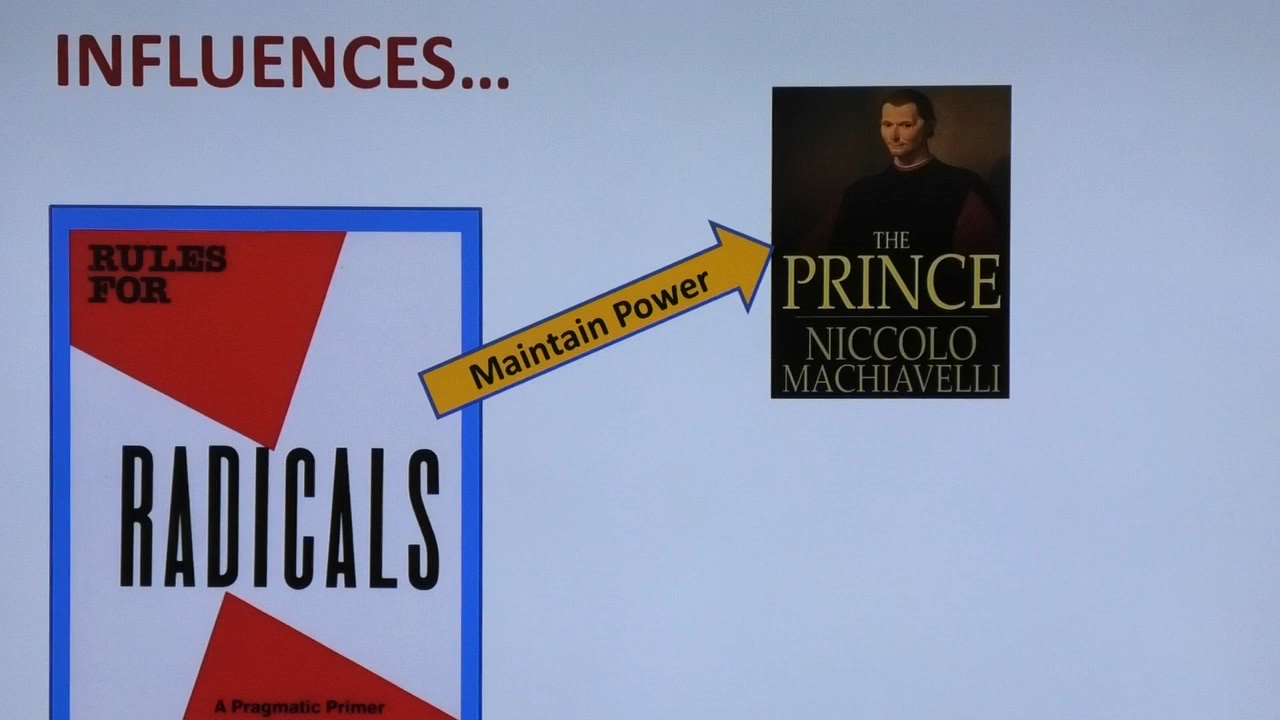 INFLUENCES...
RULES
FOR
RADICALS
A Pragmatic Primer
Maintain Power
THE
PRINCE
NICCOLO
MACHIAVELLI